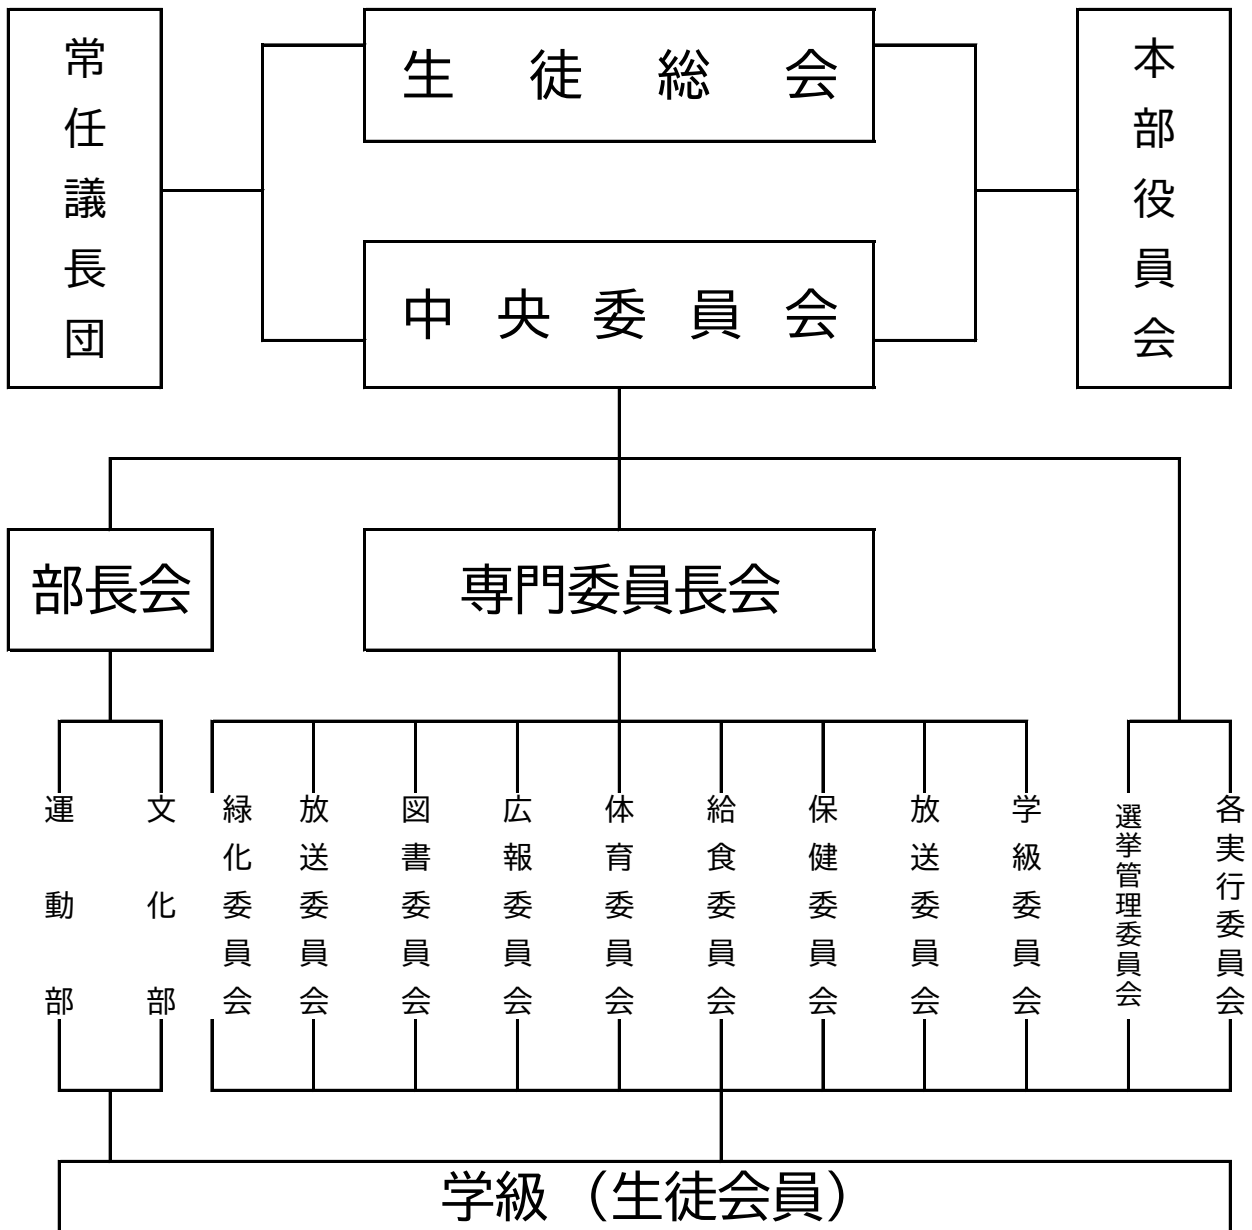 常任議長団
生徒総会
本部役員会
中央委員会
部長会
専門委員長会
運動部
文化部
緑化委員会
放送委員会
図書委員会
広報委員会
体育委員会
給食委員会
保健委員会
放送委員会
学級委員会
選挙管理委員会
各実行委員会
学級（生徒会員）